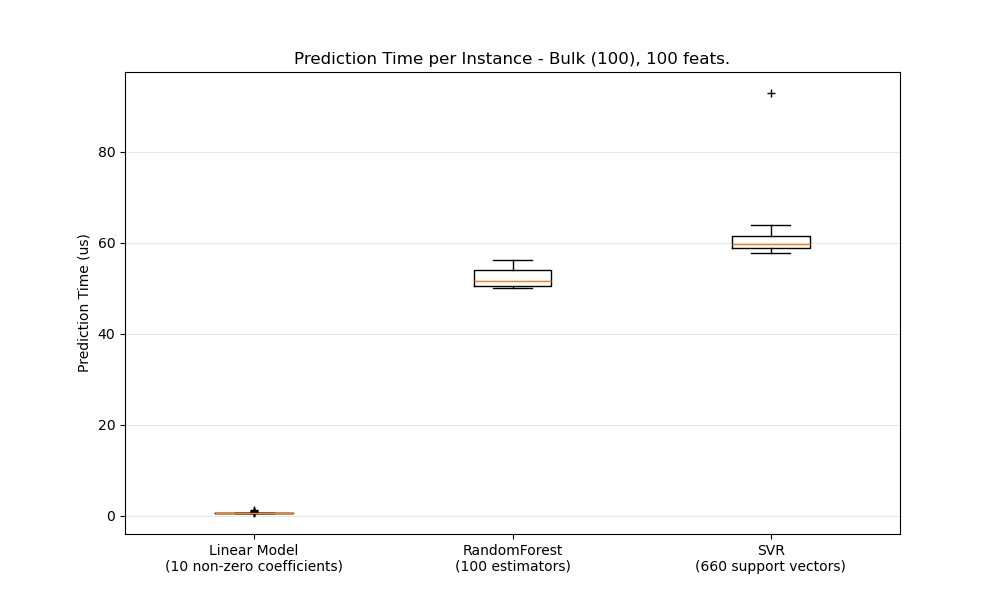 Prediction Time per Instance - Bulk (100), 100 feats.
Prediction Time (us)
80
60
40
20
0
Linear Model
(10 non-zero coefficients)
RandomForest
(100 estimators)
SVR
(660 support vectors)